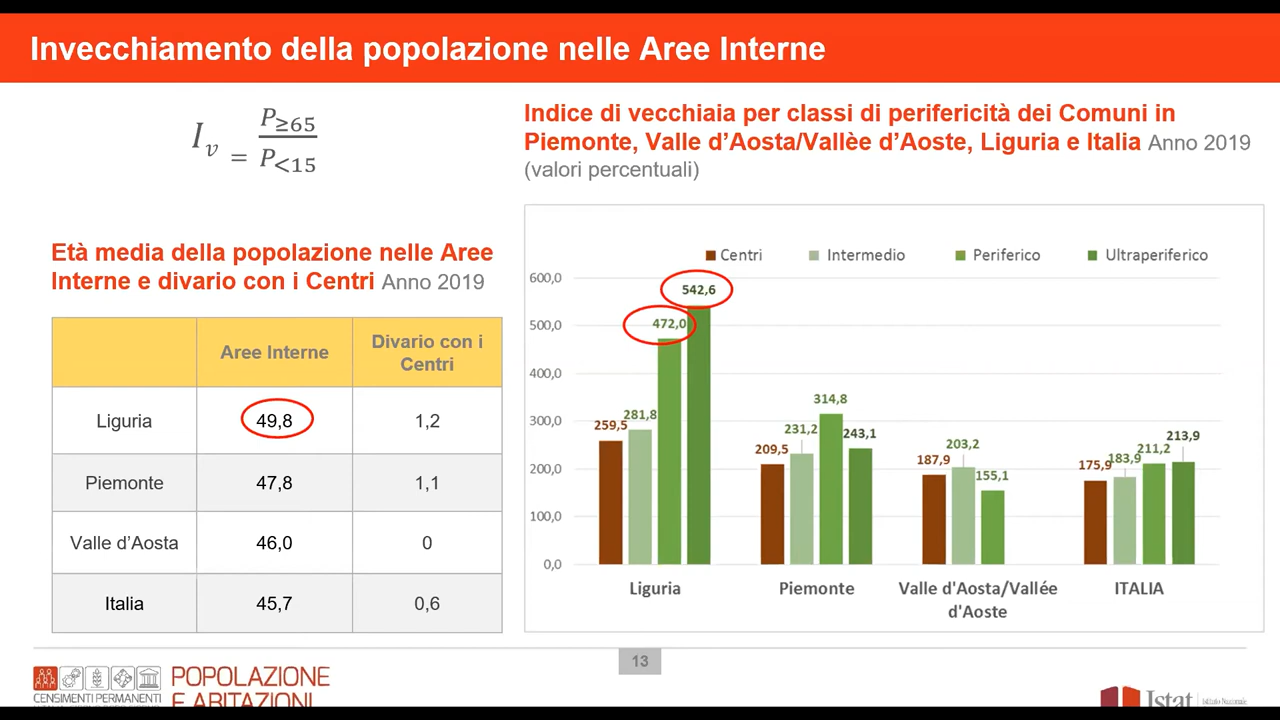 Invecchiamento della popolazione nelle Aree Interne
I_v = P≥65 / P<15
Età media della popolazione nelle Aree
Interne e divario con i Centri Anno 2019
Aree Interne
Divario con i
Centri
Liguria 49,8 1,2
Piemonte 47,8 1,1
Valle d’Aosta 46,0 0
Italia 45,7 0,6
Indice di vecchiaia per classi di perifericità dei Comuni in
Piemonte, Valle d’Aosta/Vallèe d’Aoste, Liguria e Italia Anno 2019
(valori percentuali)
Centri Intermedio Periferico Ultraperiferico
600,0
500,0
400,0
300,0
200,0
100,0
0,0
259,5 281,8 472,0 542,6
209,5 231,2 314,8 243,1
187,9 203,2 155,1
175,9 183,9 211,2 213,9
Liguria
Piemonte
Valle d'Aosta/Vallée
d'Aoste
ITALIA
13
CENSIMENTI PERMANENTI
POPOLAZIONE
E ABITAZIONI
Istat